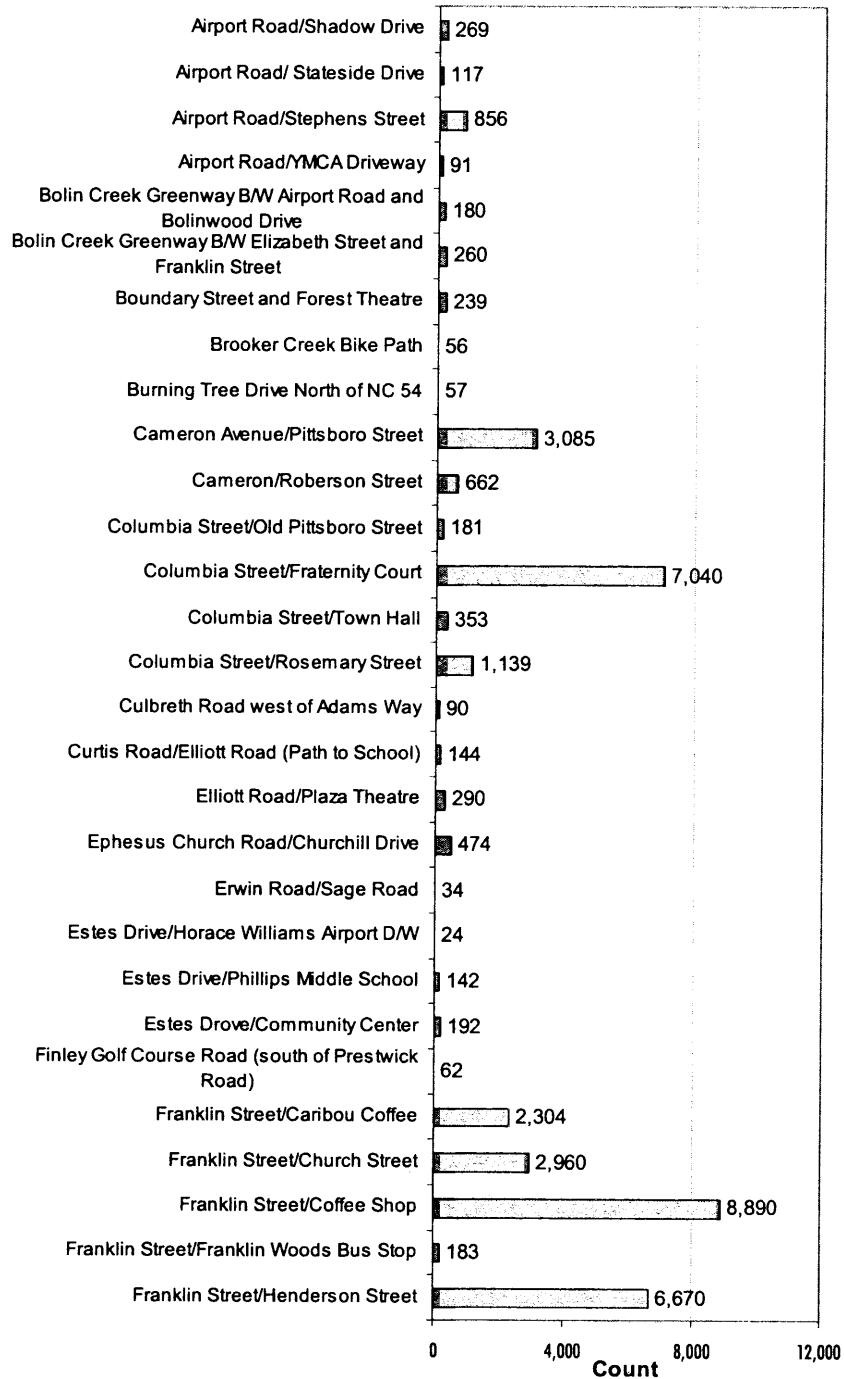 Airport Road/Shadow Drive 269
Airport Road/ Stateside Drive 117
Airport Road/Stephens Street 856
Airport Road/YMCA Driveway 91
Bolin Creek Greenway B/W Airport Road and
Bolinwood Drive 180
Bolin Creek Greenway B/W Elizabeth Street and
Franklin Street 260
Boundary Street and Forest Theatre 239
Brooker Creek Bike Path 56
Burning Tree Drive North of NC 54 57
Cameron Avenue/Pittsboro Street 3,085
Cameron/Roberson Street 662
Columbia Street/Old Pittsboro Street 181
Columbia Street/Fraternity Court 7,040
Columbia Street/Town Hall 353
Columbia Street/Rosemary Street 1,139
Culbreth Road west of Adams Way 90
Curtis Road/Elliott Road (Path to School) 144
Elliott Road/Plaza Theatre 290
Ephesus Church Road/Churchill Drive 474
Erwin Road/Sage Road 34
Estes Drive/Horace Williams Airport D/W 24
Estes Drive/Phillips Middle School 142
Estes Drove/Community Center 192
Finley Golf Course Road (south of Prestwick
Road) 62
Franklin Street/Caribou Coffee 2,304
Franklin Street/Church Street 2,960
Franklin Street/Coffee Shop 8,890
Franklin Street/Franklin Woods Bus Stop 183
Franklin Street/Henderson Street 6,670
0 4,000 8,000 12,000
Count